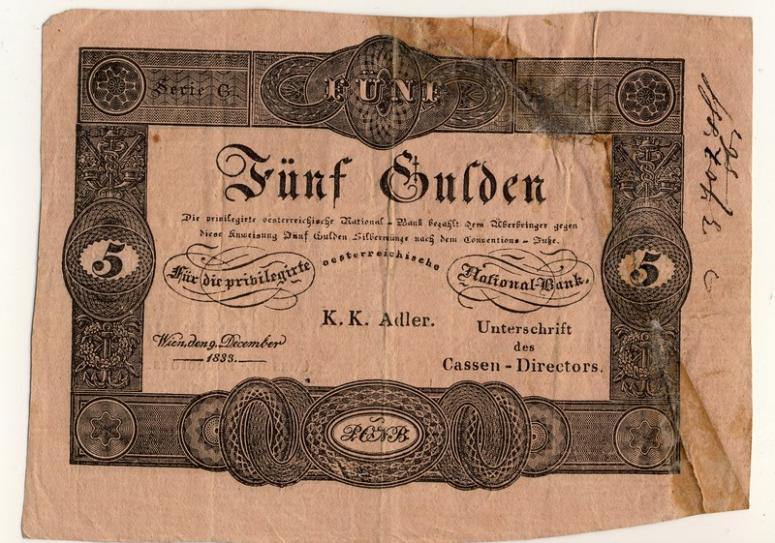 Serie G.
FÜNF
Fünf Gulden
Die privilegirte oesterreichische National-Bank bezahlt dem Überbringer gegen
diese Anweisung Fünf Gulden Silbermünze nach dem Conventions-Fuße.
5
5
Für die privilegirte oesterreichische National-Bank.
K. K. Adler.
Unterschrift
des
Cassen-Directors.
Wien, den 9. December
1833.
P.O.N.B.